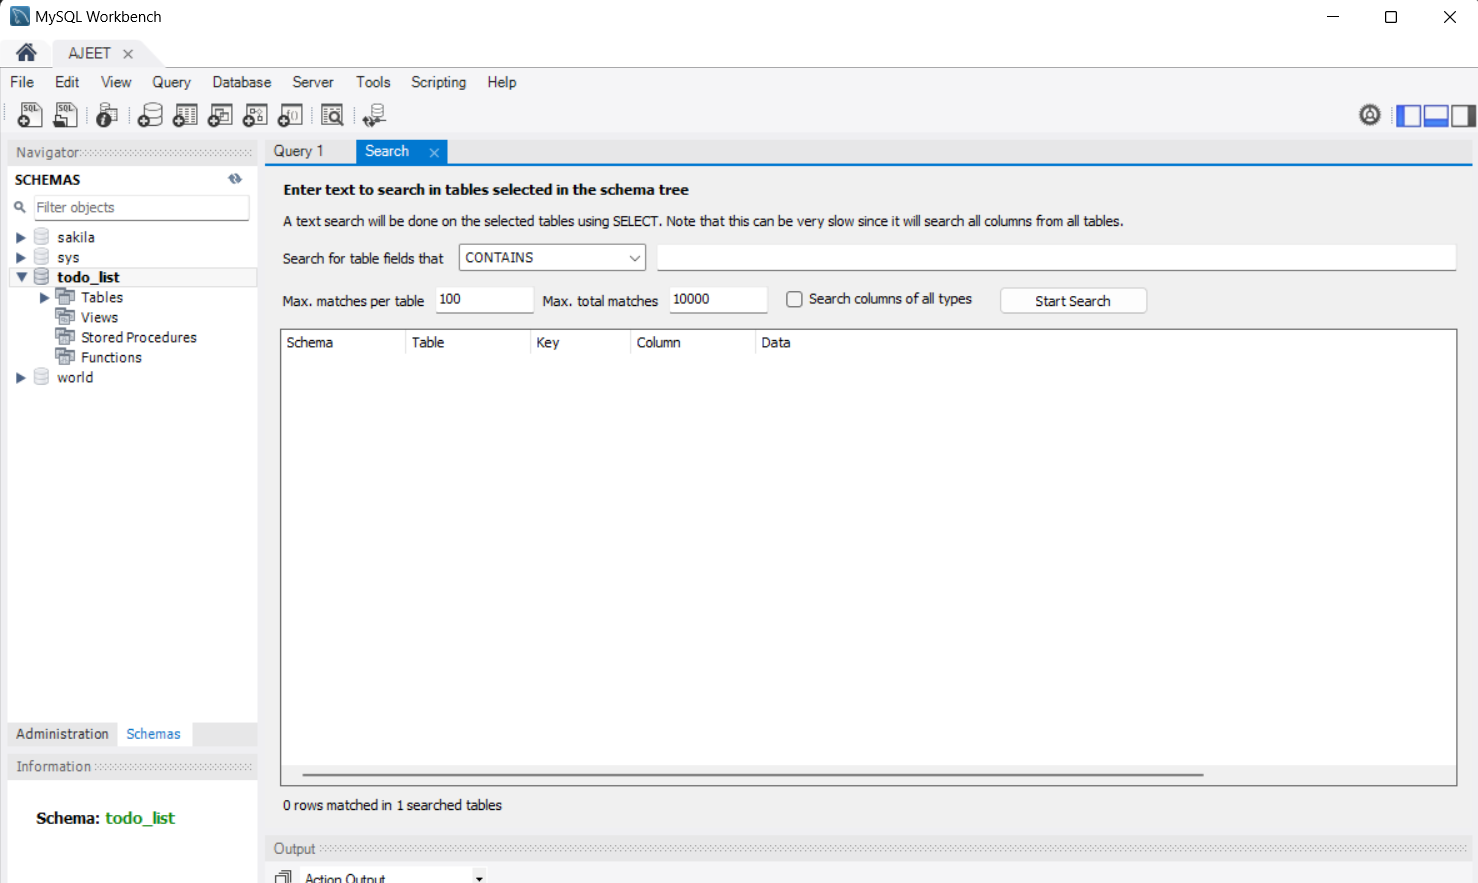 MySQL Workbench
AJEET
File Edit View Query Database Server Tools Scripting Help
Navigator
SCHEMAS
Filter objects
sakila
sys
todo_list
Tables
Views
Stored Procedures
Functions
world
Administration Schemas
Information
Schema: todo_list
Query 1 Search
Enter text to search in tables selected in the schema tree
A text search will be done on the selected tables using SELECT. Note that this can be very slow since it will search all columns from all tables.
Search for table fields that CONTAINS
Max. matches per table 100 Max. total matches 10000 Search columns of all types Start Search
Schema Table Key Column Data
0 rows matched in 1 searched tables
Output
Action Output